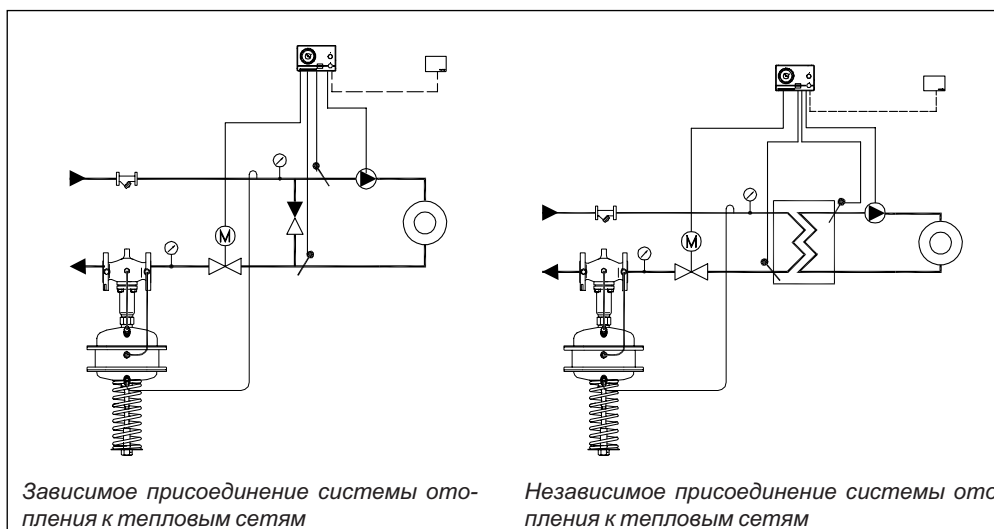 M
M
Зависимое присоединение системы ото-
пления к тепловым сетям
Независимое присоединение системы ото
пления к тепловым сетям